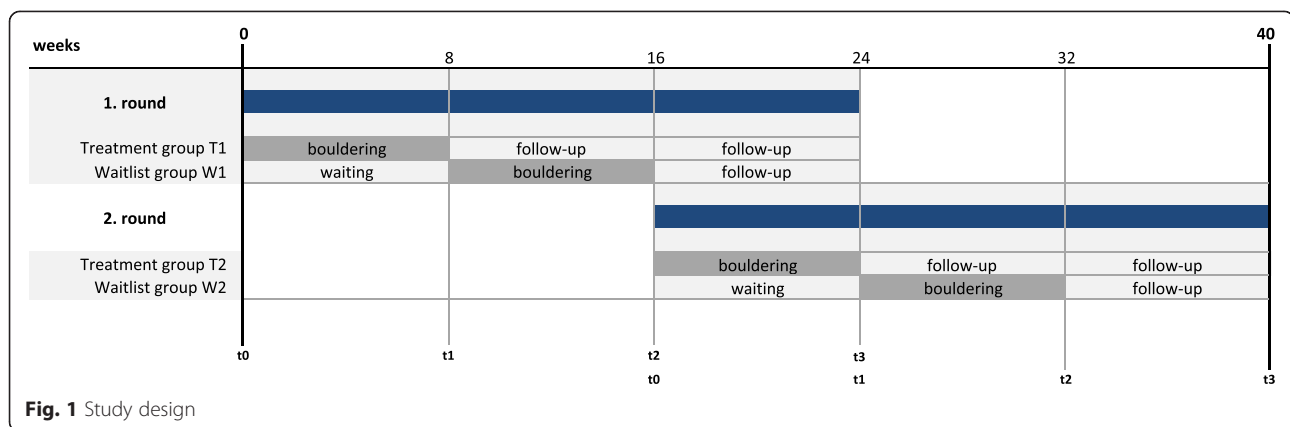 weeks 0 8 16 24 32 40
1. round
Treatment group T1 bouldering follow-up follow-up
Waitlist group W1 waiting bouldering follow-up
2. round
Treatment group T2 bouldering follow-up follow-up
Waitlist group W2 waiting bouldering follow-up
t0 t1 t2 t3
t0 t1 t2 t3
Fig. 1 Study design